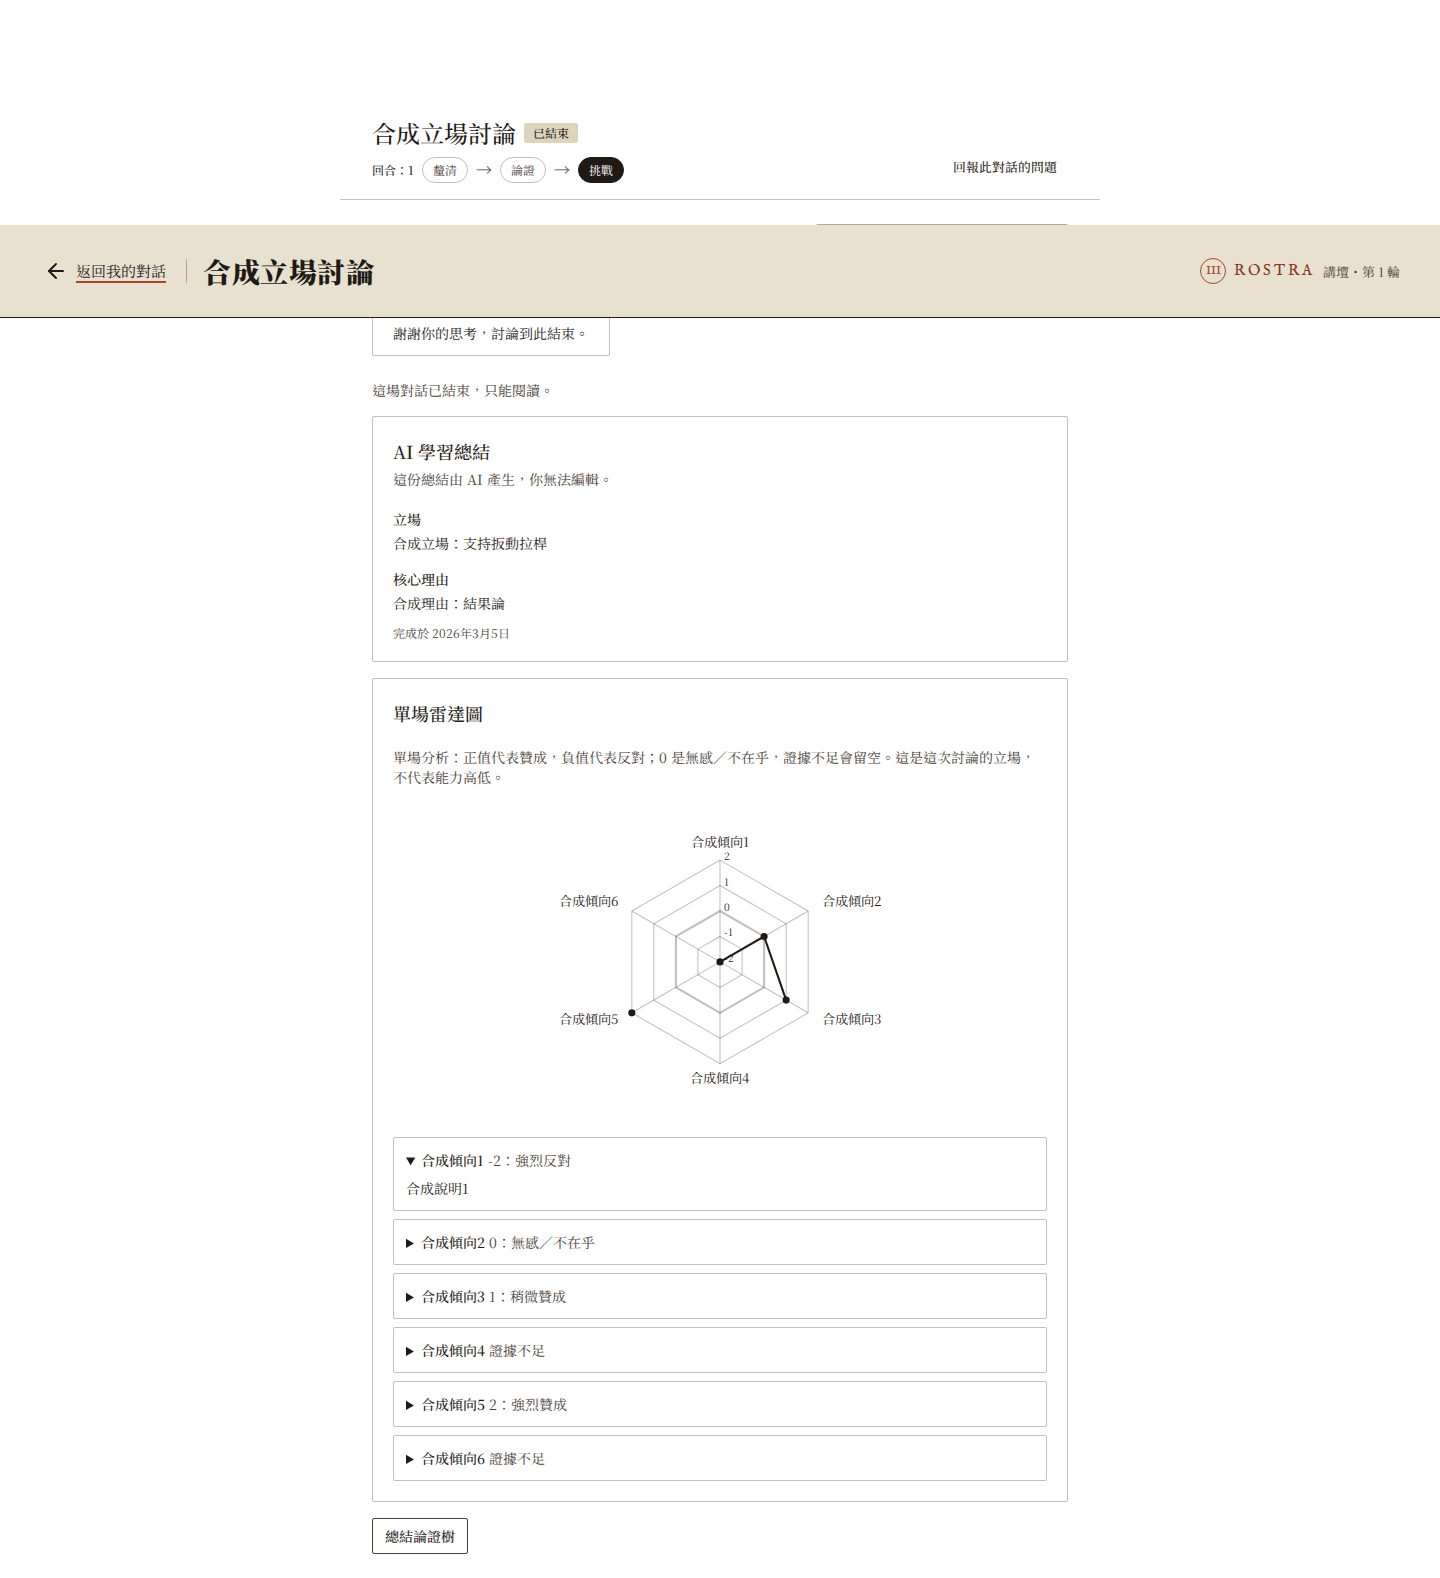 合成立場討論 已結束
回合：1 釐清 → 論證 → 挑戰 回報此對話的問題
← 返回我的對話 合成立場討論 III ROSTRA 講壇・第 1 輪
謝謝你的思考，討論到此結束。
這場對話已結束，只能閱讀。
AI 學習總結
這份總結由 AI 產生，你無法編輯。
立場
合成立場：支持扳動拉桿
核心理由
合成理由：結果論
完成於 2026年3月5日
單場雷達圖
單場分析：正值代表贊成，負值代表反對；0 是無感／不在乎，證據不足會留空。這是這次討論的立場，
不代表能力高低。
合成傾向1
2
1
合成傾向6 合成傾向2
0
-1
-2
合成傾向5 合成傾向3
合成傾向4
▼ 合成傾向1 -2：強烈反對
合成說明1
▶ 合成傾向2 0：無感／不在乎
▶ 合成傾向3 1：稍微贊成
▶ 合成傾向4 證據不足
▶ 合成傾向5 2：強烈贊成
▶ 合成傾向6 證據不足
總結論證樹